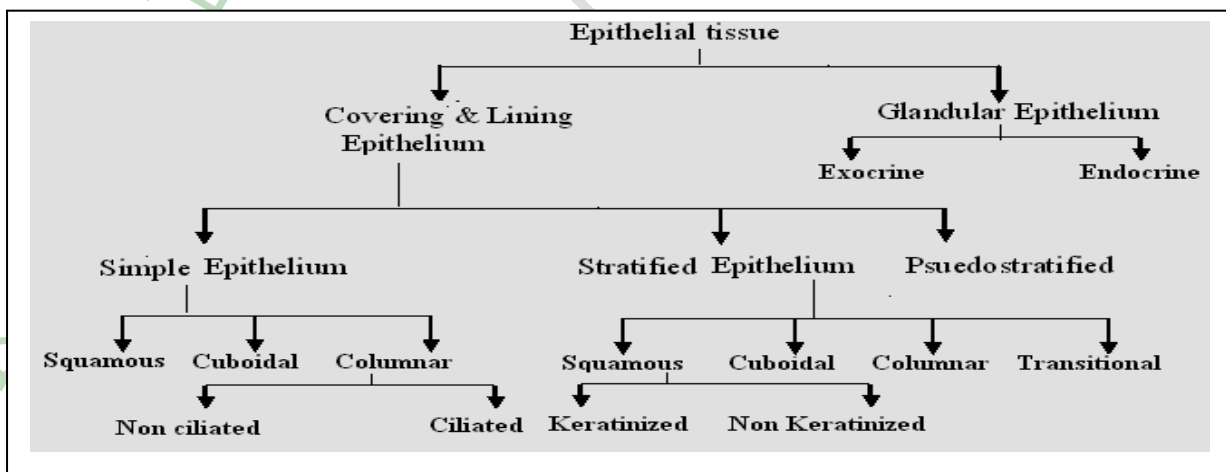 Epithelial tissue
Covering & Lining
Epithelium
Glandular Epithelium
Exocrine
Endocrine
Simple Epithelium
Stratified Epithelium
Psuedostratified
Squamous
Cuboidal
Columnar
Squamous
Cuboidal
Columnar
Transitional
Non ciliated
Ciliated
Keratinized
Non Keratinized